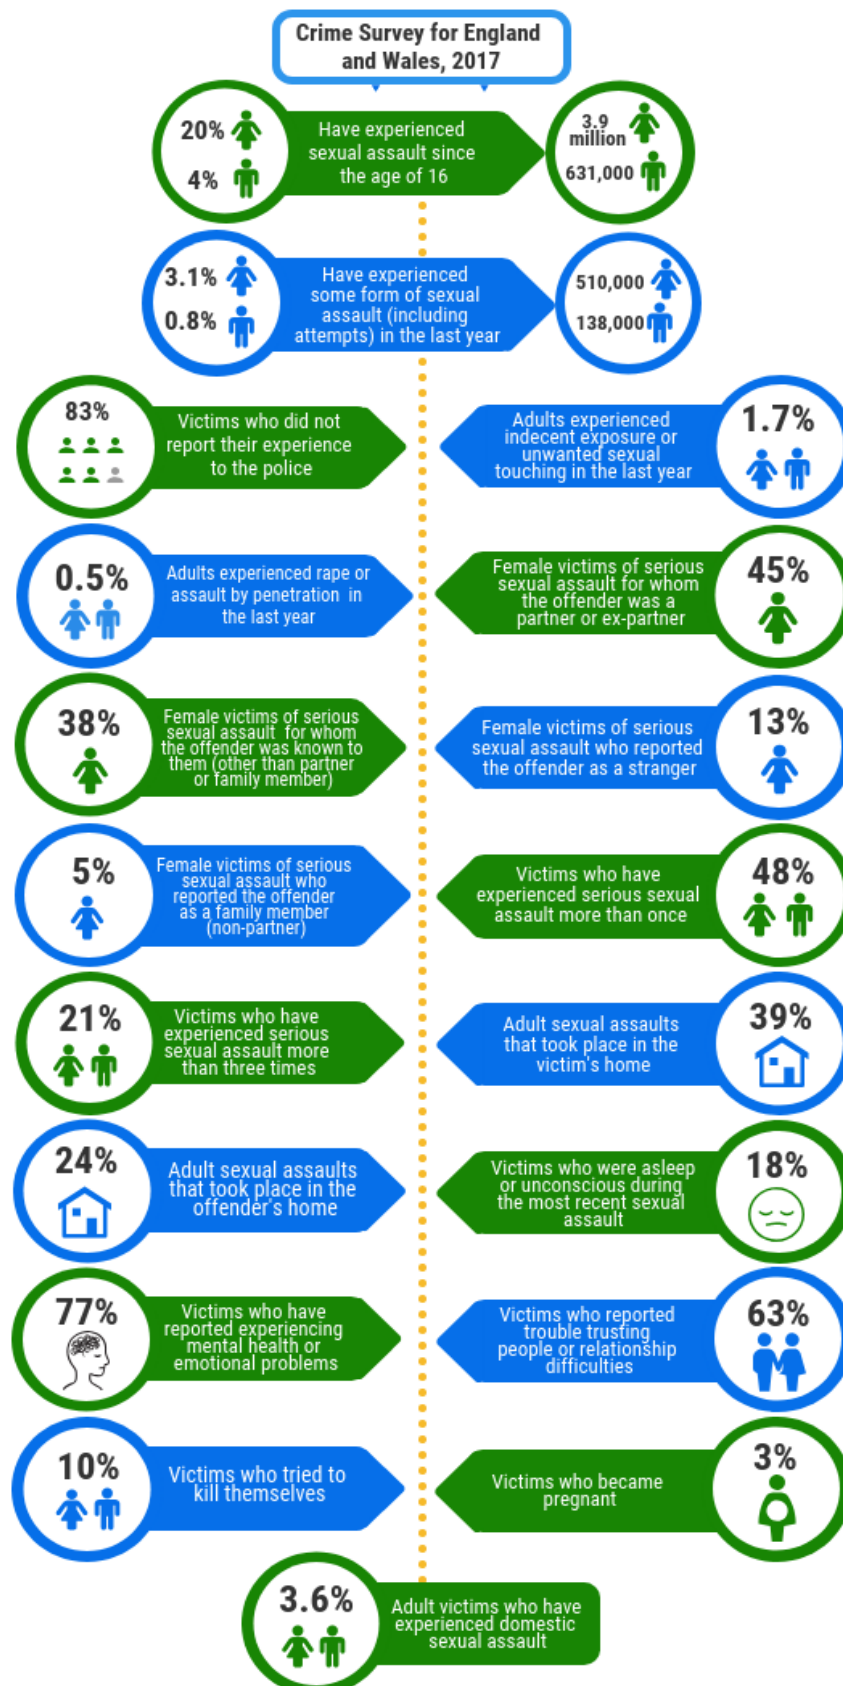 Crime Survey for England
and Wales, 2017
20%
4%
Have experienced
sexual assault since
the age of 16
3.9
million
631,000
3.1%
0.8%
Have experienced
some form of sexual
assault (including
attempts) in the last year
510,000
138,000
83%
Victims who did not
report their experience
to the police
Adults experienced
indecent exposure or
unwanted sexual
touching in the last year
1.7%
0.5%
Adults experienced rape or
assault by penetration in
the last year
Female victims of serious
sexual assault for whom
the offender was a
partner or ex-partner
45%
38%
Female victims of serious
sexual assault for whom
the offender was known to
them (other than partner
or family member)
Female victims of serious
sexual assault who reported
the offender as a stranger
13%
5%
Female victims of serious
sexual assault who
reported the offender
as a family member
(non-partner)
Victims who have
experienced serious sexual
assault more than once
48%
21%
Victims who have
experienced serious
sexual assault more
than three times
Adult sexual assaults
that took place in the
victim's home
39%
24%
Adult sexual assaults
that took place in the
offender's home
Victims who were asleep
or unconscious during
the most recent sexual
assault
18%
77%
Victims who have
reported experiencing
mental health or
emotional problems
Victims who reported
trouble trusting
people or relationship
difficulties
63%
10%
Victims who tried to
kill themselves
Victims who became
pregnant
3%
3.6%
Adult victims who have
experienced domestic
sexual assault